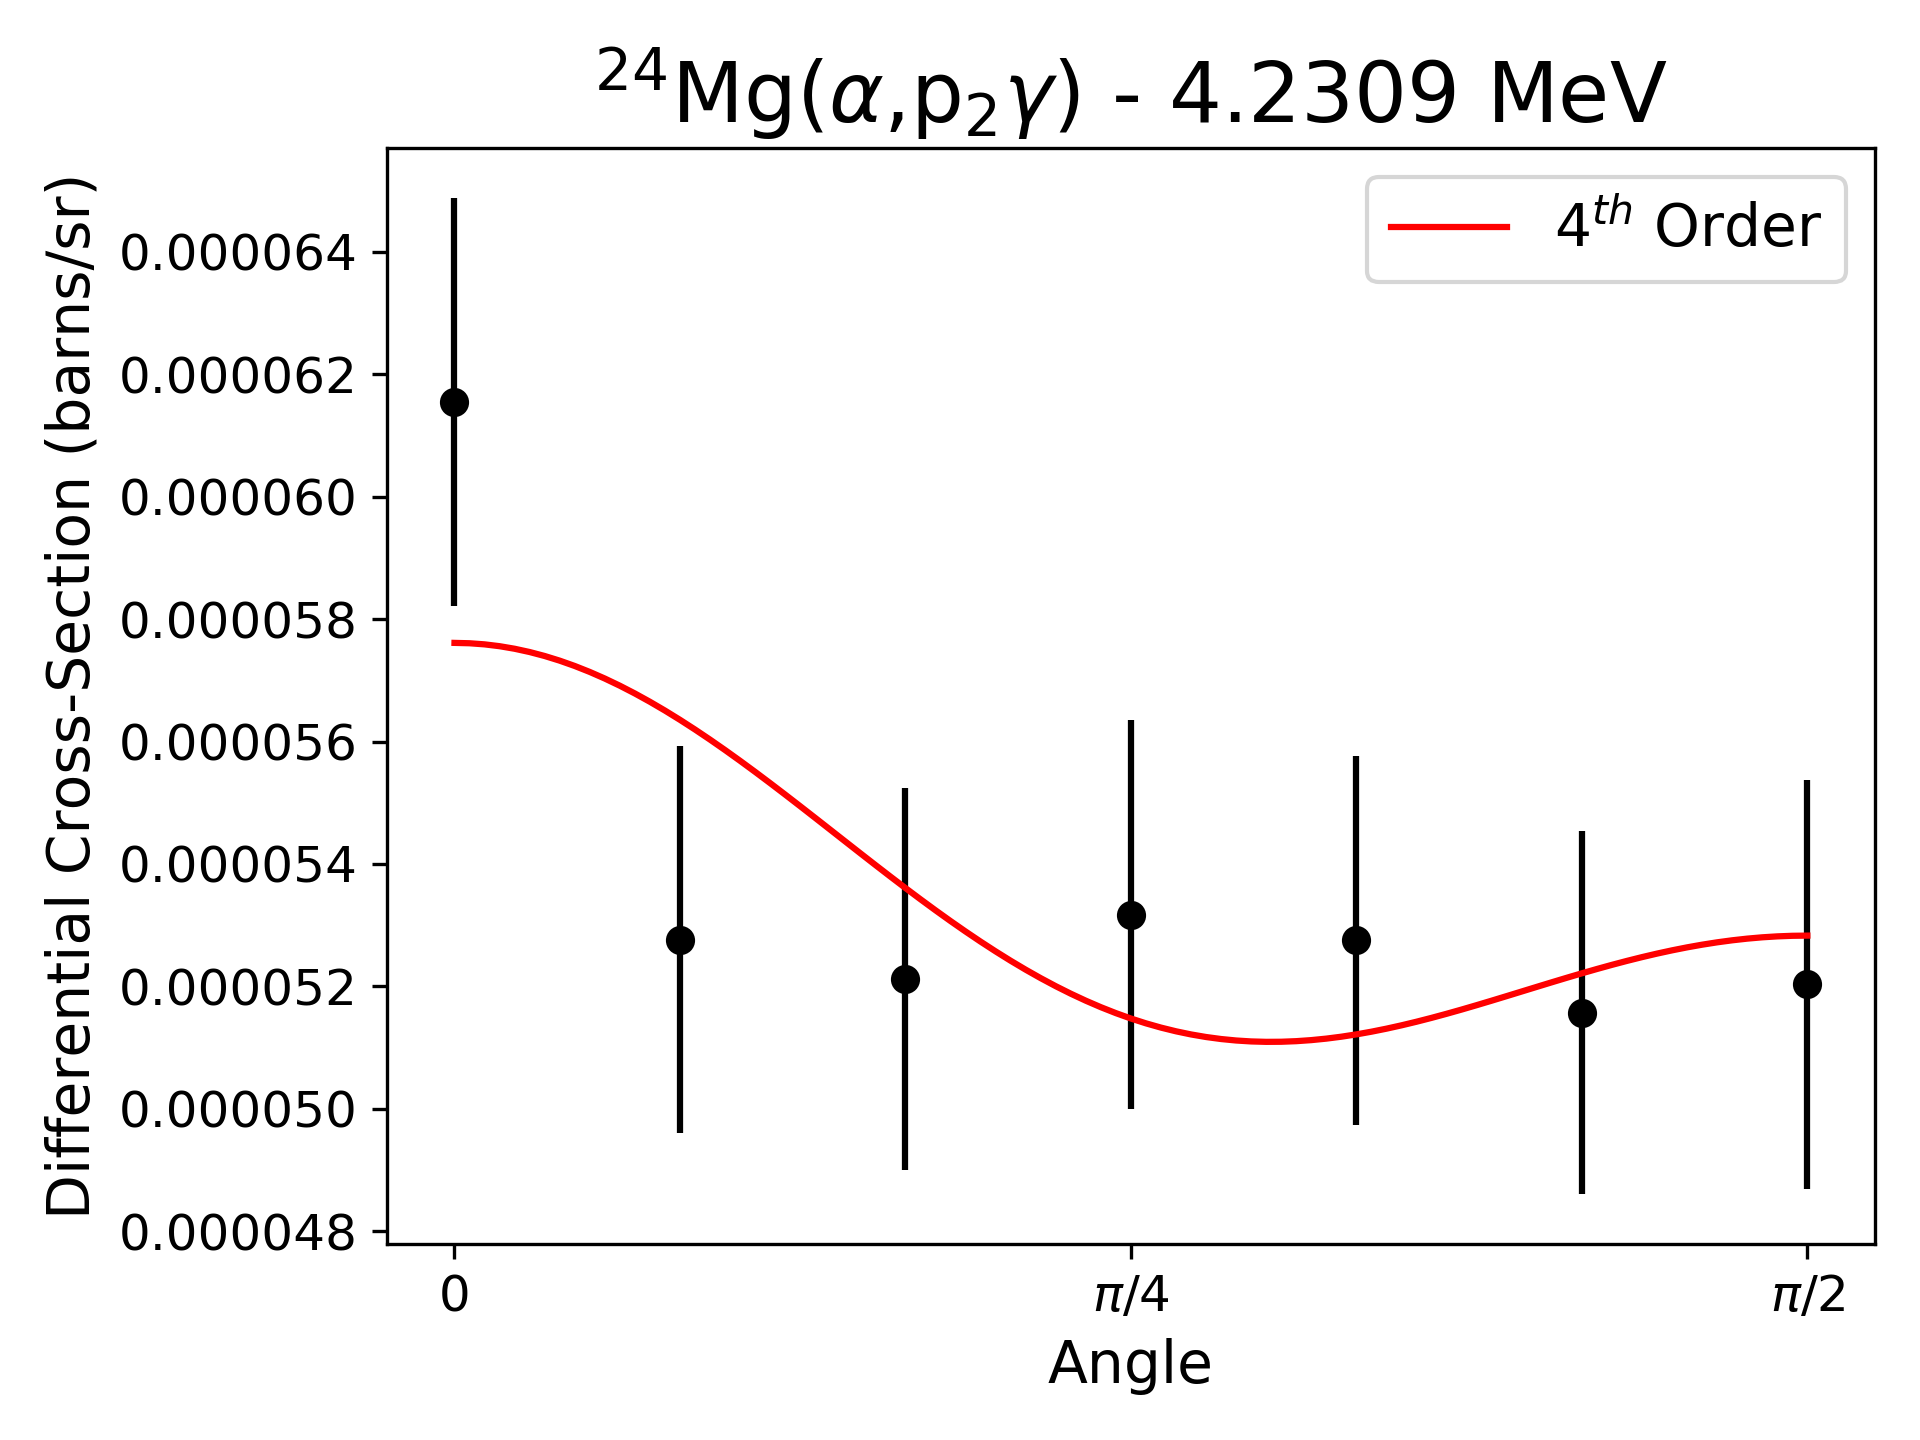 ²⁴Mg(α,p₂γ) - 4.2309 MeV
4ᵗʰ Order
Differential Cross-Section (barns/sr)
0.000064
0.000062
0.000060
0.000058
0.000056
0.000054
0.000052
0.000050
0.000048
0 π/4 π/2
Angle